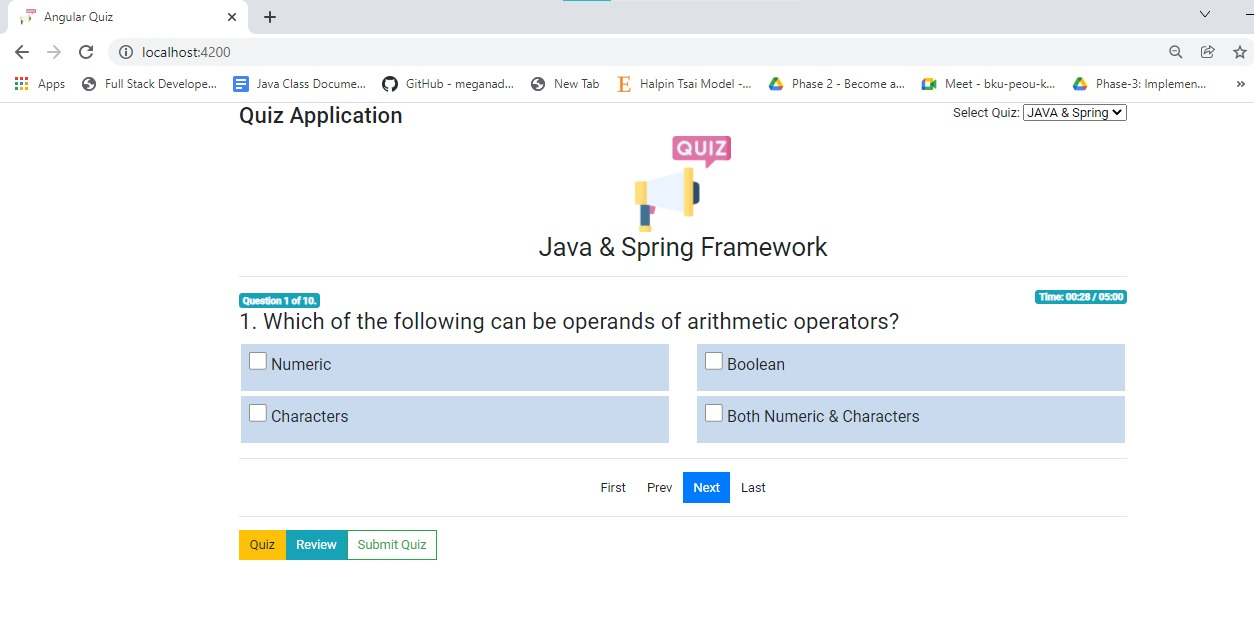 Angular Quiz
localhost:4200
Apps Full Stack Develope... Java Class Docume... GitHub - meganad... New Tab Halpin Tsai Model -... Phase 2 - Become a... Meet - bku-peou-k... Phase-3: Implemen... »
Quiz Application Select Quiz: JAVA & Spring
QUIZ
Java & Spring Framework
Question 1 of 10. Time: 00:28 / 05:00
1. Which of the following can be operands of arithmetic operators?
Numeric Boolean
Characters Both Numeric & Characters
First Prev Next Last
Quiz Review Submit Quiz